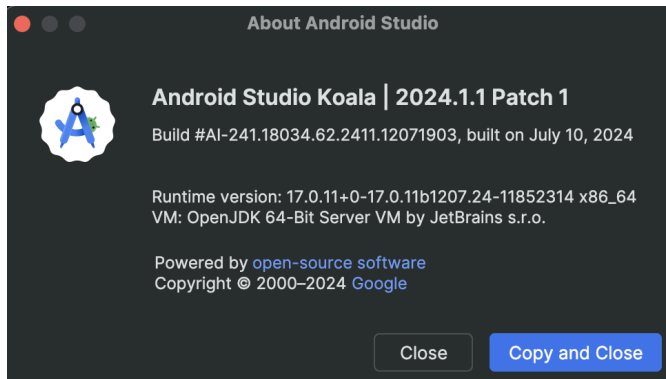 About Android Studio
Android Studio Koala | 2024.1.1 Patch 1
Build #AI-241.18034.62.2411.12071903, built on July 10, 2024
Runtime version: 17.0.11+0-17.0.11b1207.24-11852314 x86_64
VM: OpenJDK 64-Bit Server VM by JetBrains s.r.o.
Powered by open-source software
Copyright © 2000–2024 Google
Close
Copy and Close